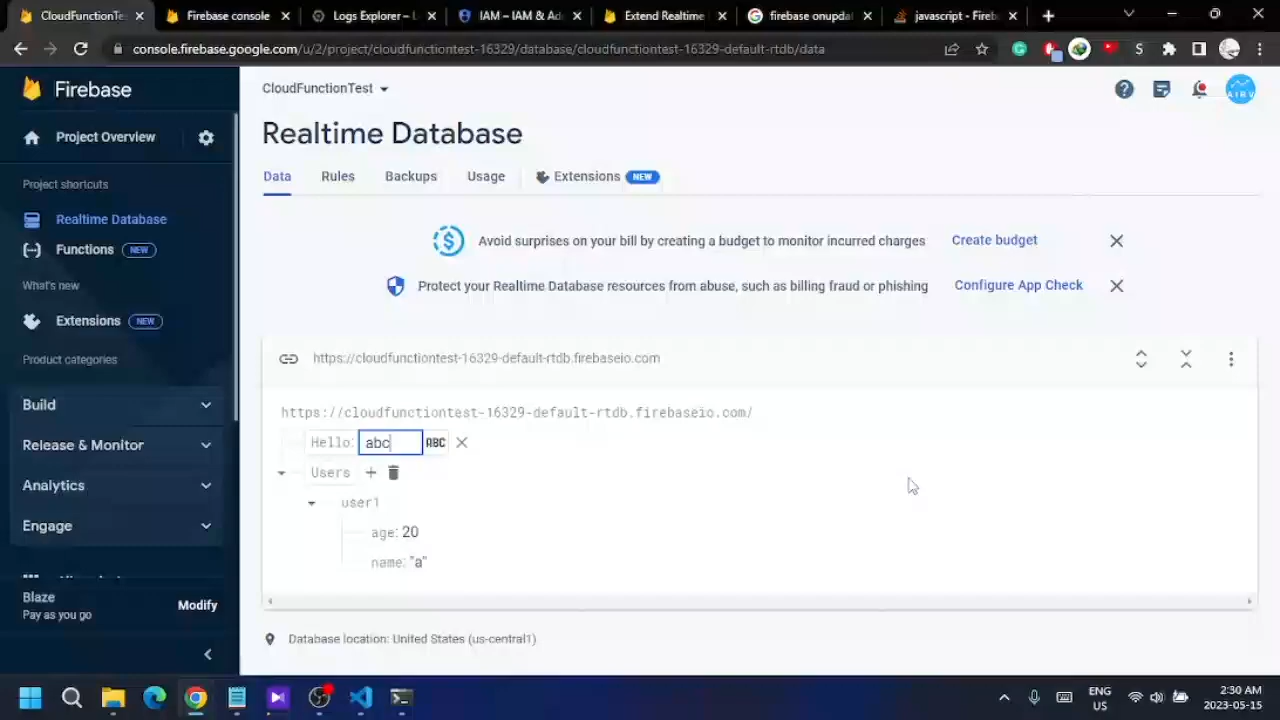 CloudFunctionTe
Firebase console
Logs Explorer – L
IAM – IAM & Ad
Extend Realtime
firebase onupdat
javascript - Fireb
console.firebase.google.com/u/2/project/cloudfunctiontest-16329/database/cloudfunctiontest-16329-default-rtdb/data
Firebase
CloudFunctionTest
Project Overview
Realtime Database
Data
Rules
Backups
Usage
Extensions
NEW
Project shortcuts
Realtime Database
Functions
NEW
What's new
Extensions
NEW
Product categories
Build
Release & Monitor
Analytics
Engage
Blaze
Pay as you go
Modify
Avoid surprises on your bill by creating a budget to monitor incurred charges
Create budget
Protect your Realtime Database resources from abuse, such as billing fraud or phishing
Configure App Check
https://cloudfunctiontest-16329-default-rtdb.firebaseio.com
https://cloudfunctiontest-16329-default-rtdb.firebaseio.com/
Hello: abc ABC
Users
user1
age: 20
name: "a"
Database location: United States (us-central1)
ENG
US
2:30 AM
2023-05-15